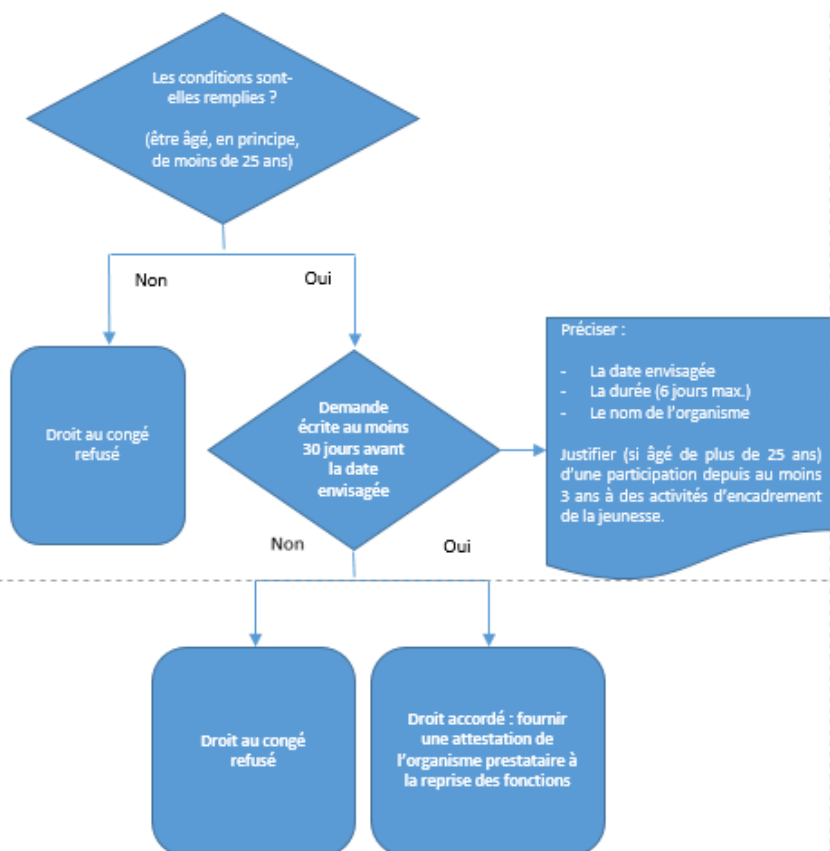 Les conditions sont-
elles remplies ?
(être âgé, en principe,
de moins de 25 ans)
Non
Oui
Droit au congé
refusé
Demande
écrite au moins
30 jours avant
la date
envisagée
Préciser :
- La date envisagée
- La durée (6 jours max.)
- Le nom de l'organisme
Justifier (si âgé de plus de 25 ans)
d'une participation depuis au moins
3 ans à des activités d'encadrement
de la jeunesse.
Non
Oui
Droit au congé
refusé
Droit accordé : fournir
une attestation de
l'organisme prestataire à
la reprise des fonctions